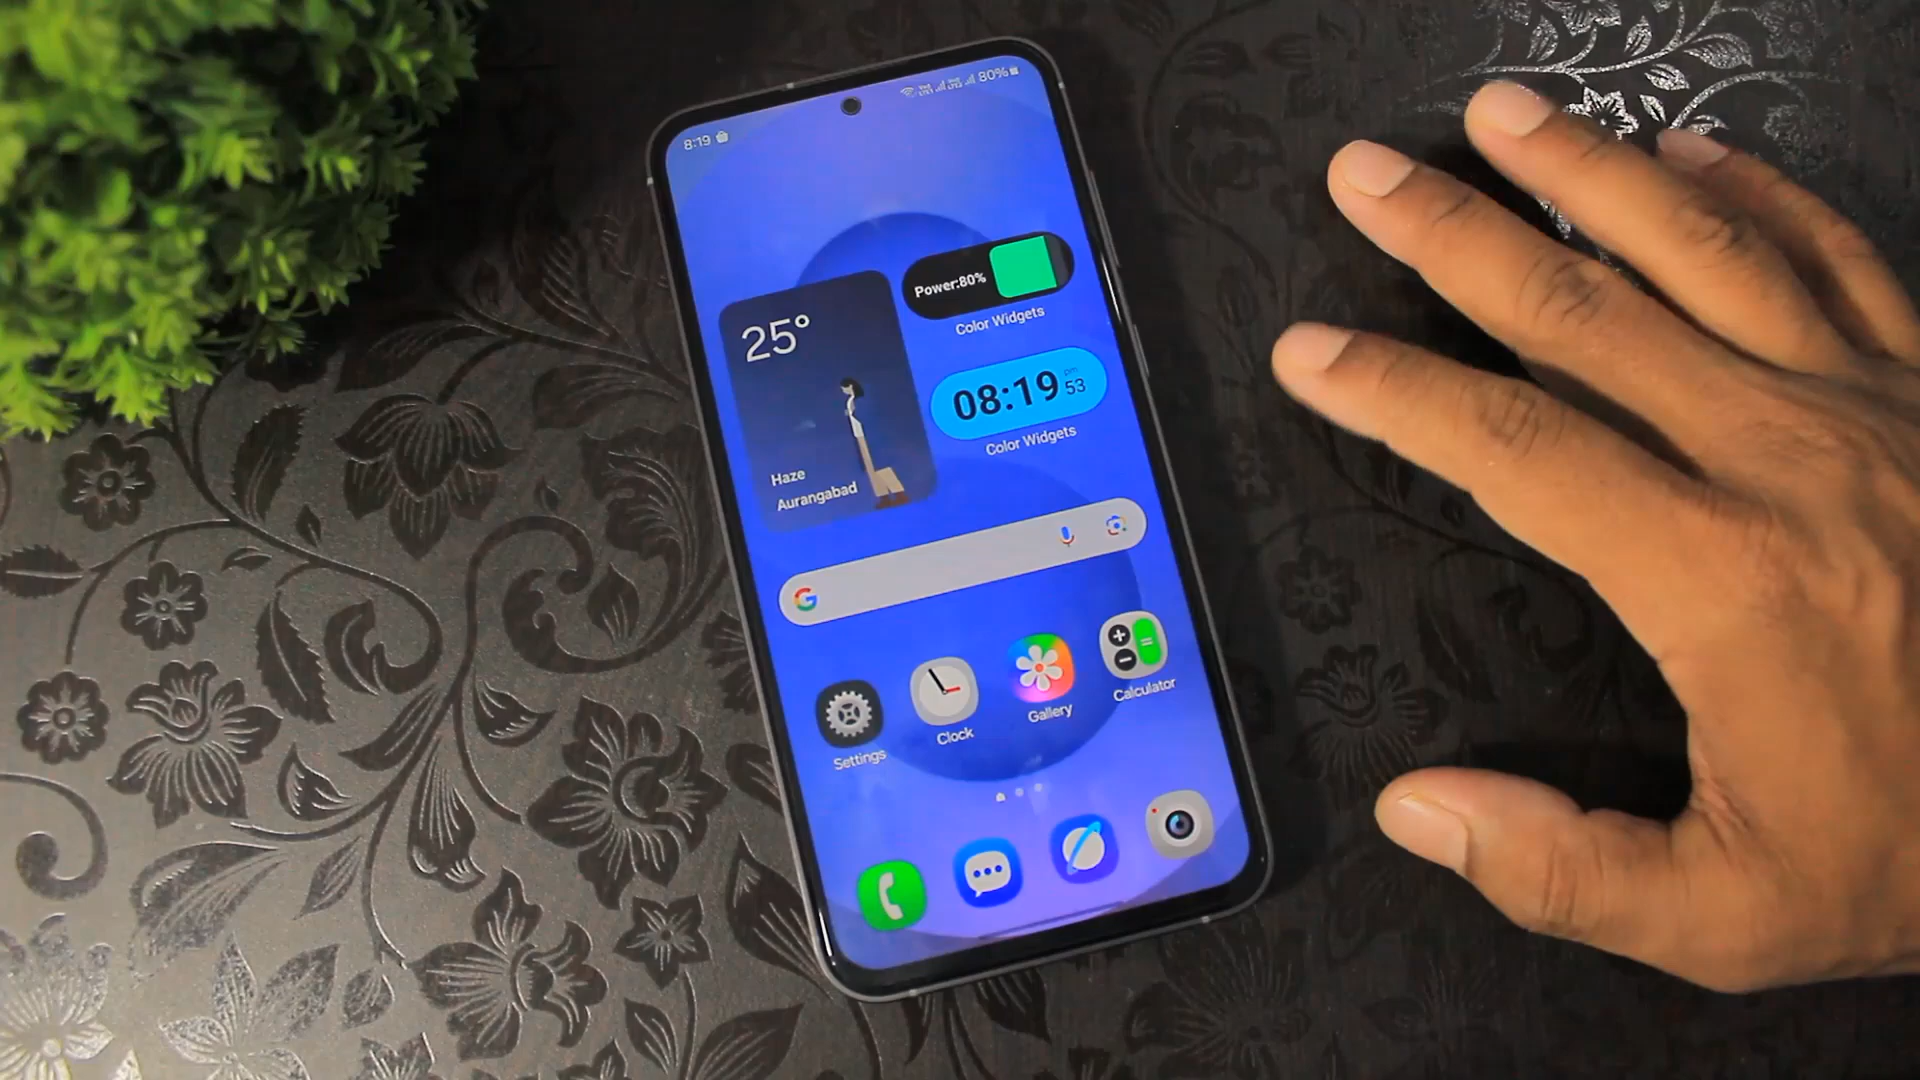 8:19
80%
25°
Haze
Aurangabad
Power:80%
Color Widgets
08:19 pm 53
Color Widgets
G
Settings
Clock
Gallery
Calculator